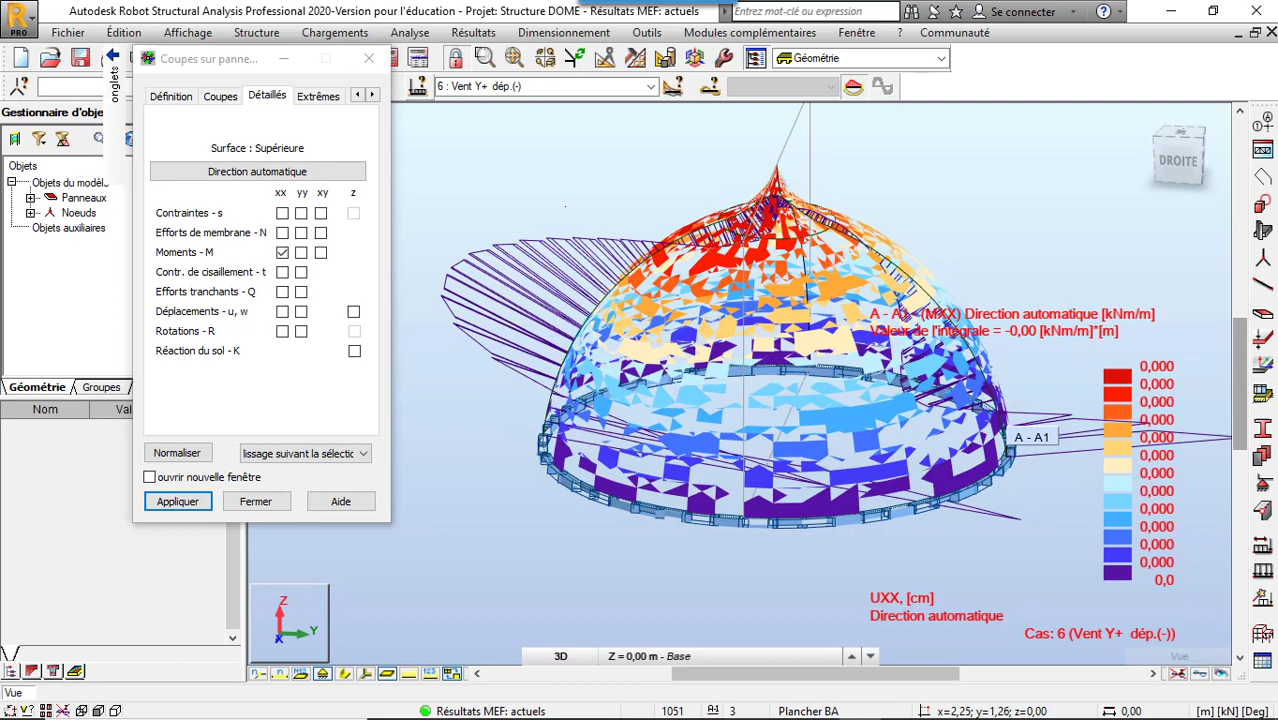 PRO
Autodesk Robot Structural Analysis Professional 2020-Version pour l'éducation - Projet: Structure DOME - Résultats MEF: actuels
Entrez mot-clé ou expression
Se connecter
Fichier Édition Affichage Structure Chargements Analyse Résultats Dimensionnement Outils Modules complémentaires Fenêtre ? Communauté
Géométrie
6 : Vent Y+ dép.(-)
Coupes sur panne...
onglets
Gestionnaire d'obje
Définition Coupes Détaillés Extrêmes
Objets
Objets du modèle
Panneaux
Noeuds
Objets auxiliaires
Surface : Supérieure
Direction automatique
xx yy xy z
Contraintes - s
Efforts de membrane - N
Moments - M
Contr. de cisaillement - t
Efforts tranchants - Q
Déplacements - u, w
Rotations - R
Réaction du sol - K
Géométrie Groupes
Nom Val
Normaliser
lissage suivant la sélectic
ouvrir nouvelle fenêtre
Appliquer Fermer Aide
DROITE
A - A1 - (MXX) Direction automatique [kNm/m]
Valeur de l'intégrale = -0,00 [kNm/m]*[m]
A - A1
0,000
0,000
0,000
0,000
0,000
0,000
0,000
0,000
0,000
0,000
0,000
0,000
0,0
UXX, [cm]
Direction automatique
Cas: 6 (Vent Y+ dép.(-))
Z
Y
X
3D
Z = 0,00 m - Base
Vue
Vue
Résultats MEF: actuels
1051
3
Plancher BA
x=2,25; y=1,26; z=0,00
0,00
[m] [kN] [Deg]